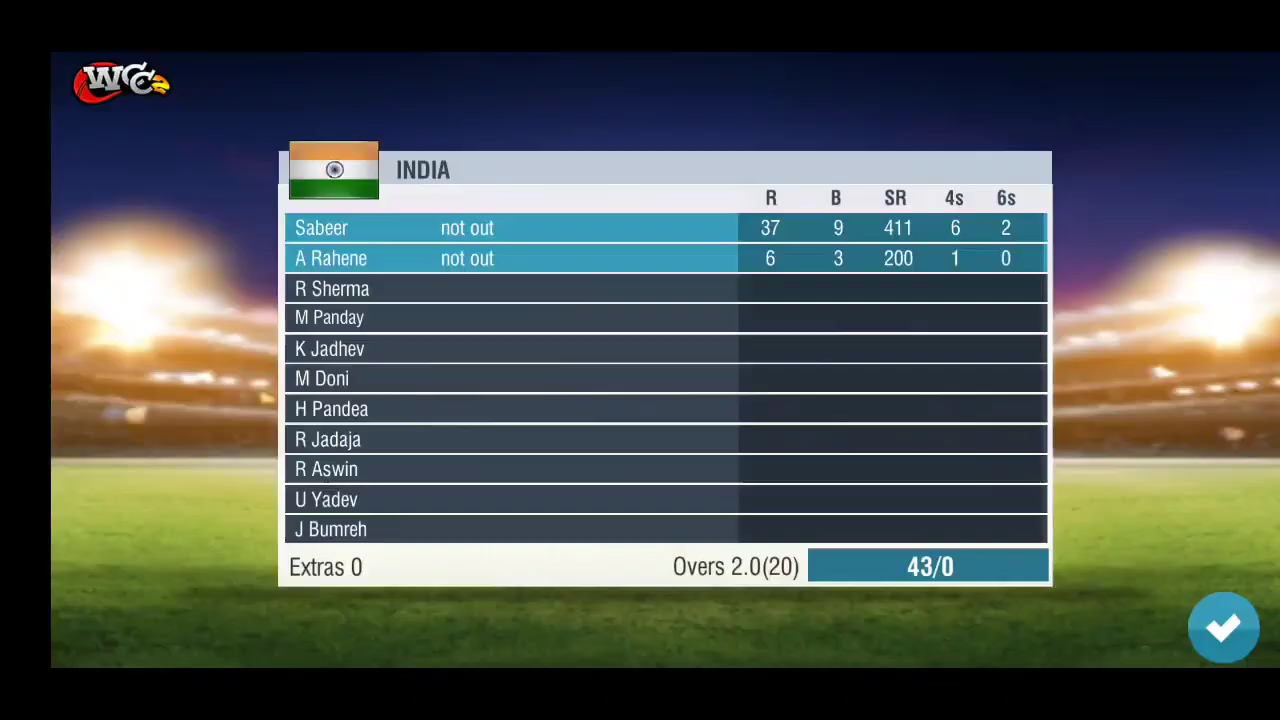 WCC
INDIA
R B SR 4s 6s
Sabeer not out 37 9 411 6 2
A Rahene not out 6 3 200 1 0
R Sherma
M Panday
K Jadhev
M Doni
H Pandea
R Jadaja
R Aswin
U Yadev
J Bumreh
Extras 0 Overs 2.0(20) 43/0